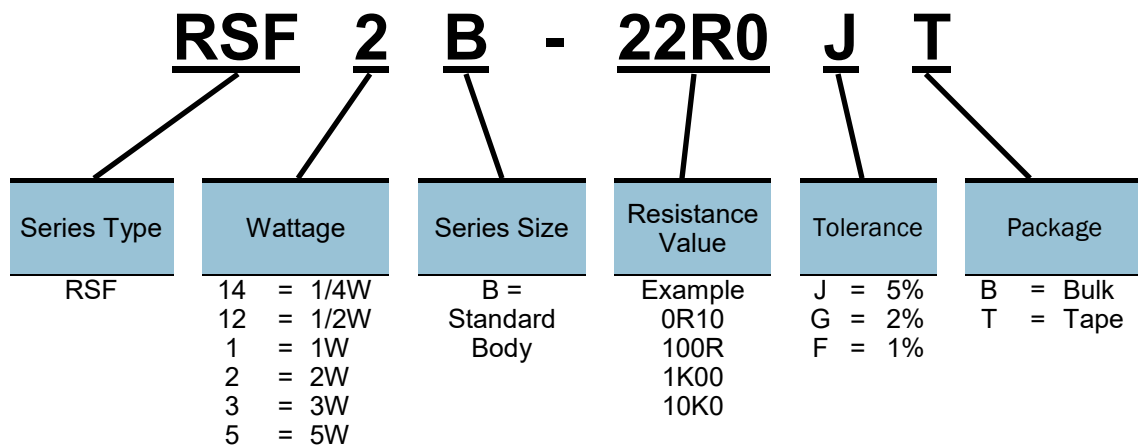 RSF 2 B - 22R0 J T
Series Type
RSF
Wattage
14 = 1/4W
12 = 1/2W
1 = 1W
2 = 2W
3 = 3W
5 = 5W
Series Size
B =
Standard
Body
Resistance
Value
Example
0R10
100R
1K00
10K0
Tolerance
J = 5%
G = 2%
F = 1%
Package
B = Bulk
T = Tape